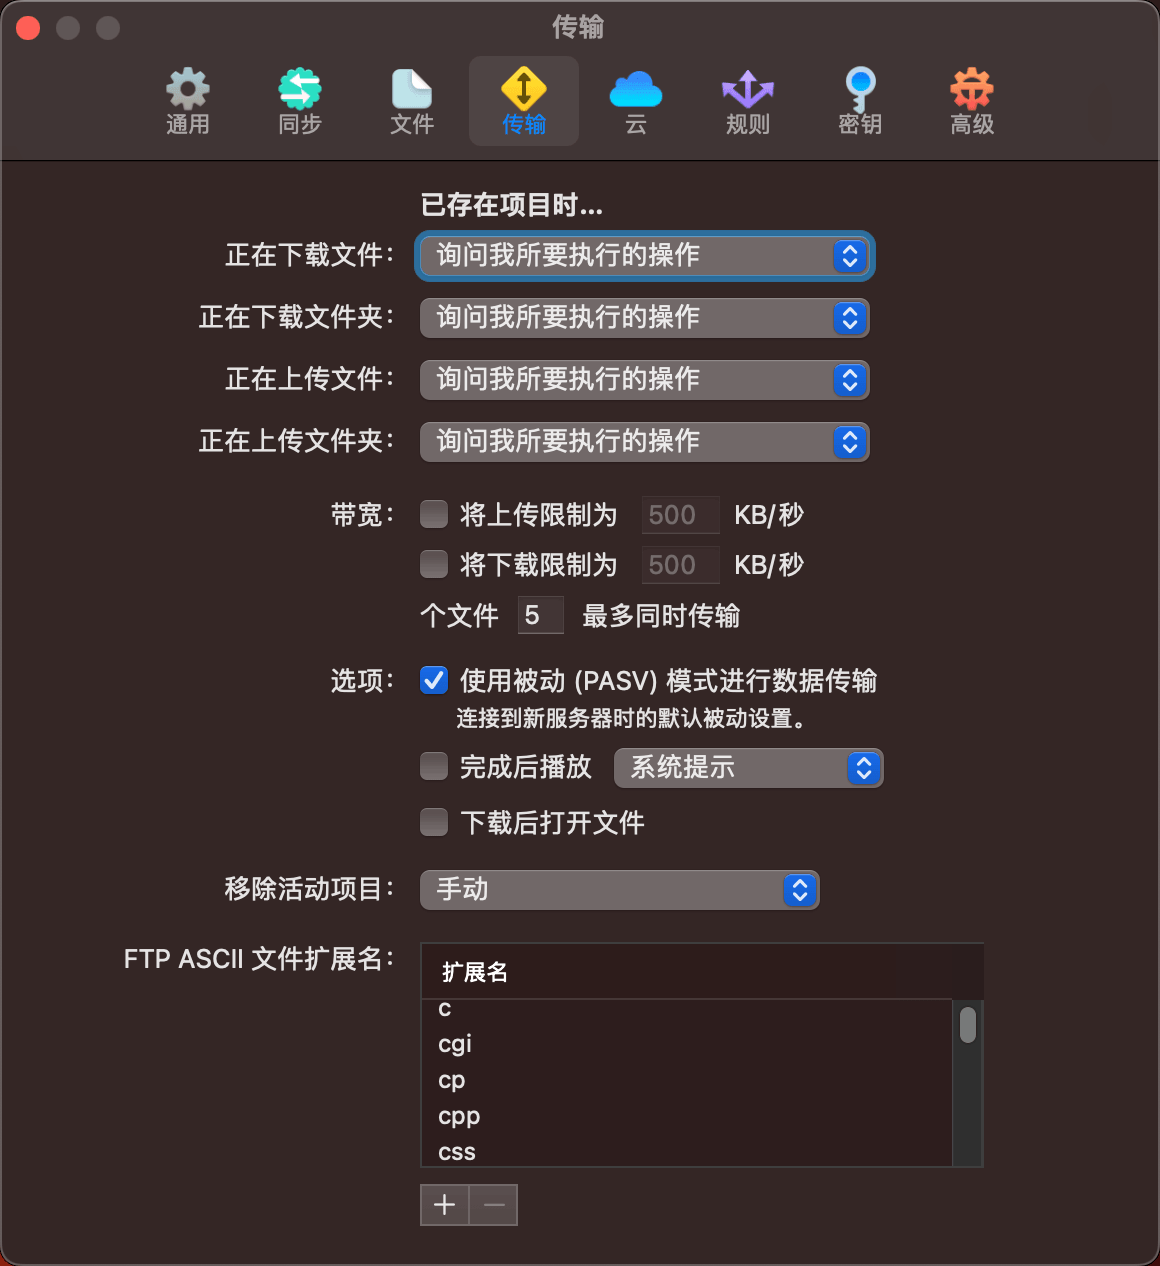 传输
通用 同步 文件 传输 云 规则 密钥 高级
已存在项目时...
正在下载文件： 询问我所要执行的操作
正在下载文件夹： 询问我所要执行的操作
正在上传文件： 询问我所要执行的操作
正在上传文件夹： 询问我所要执行的操作
带宽： 将上传限制为 500 KB/秒
将下载限制为 500 KB/秒
个文件 5 最多同时传输
选项： 使用被动 (PASV) 模式进行数据传输
连接到新服务器时的默认被动设置。
完成后播放 系统提示
下载后打开文件
移除活动项目： 手动
FTP ASCII 文件扩展名：
扩展名
c
cgi
cp
cpp
css